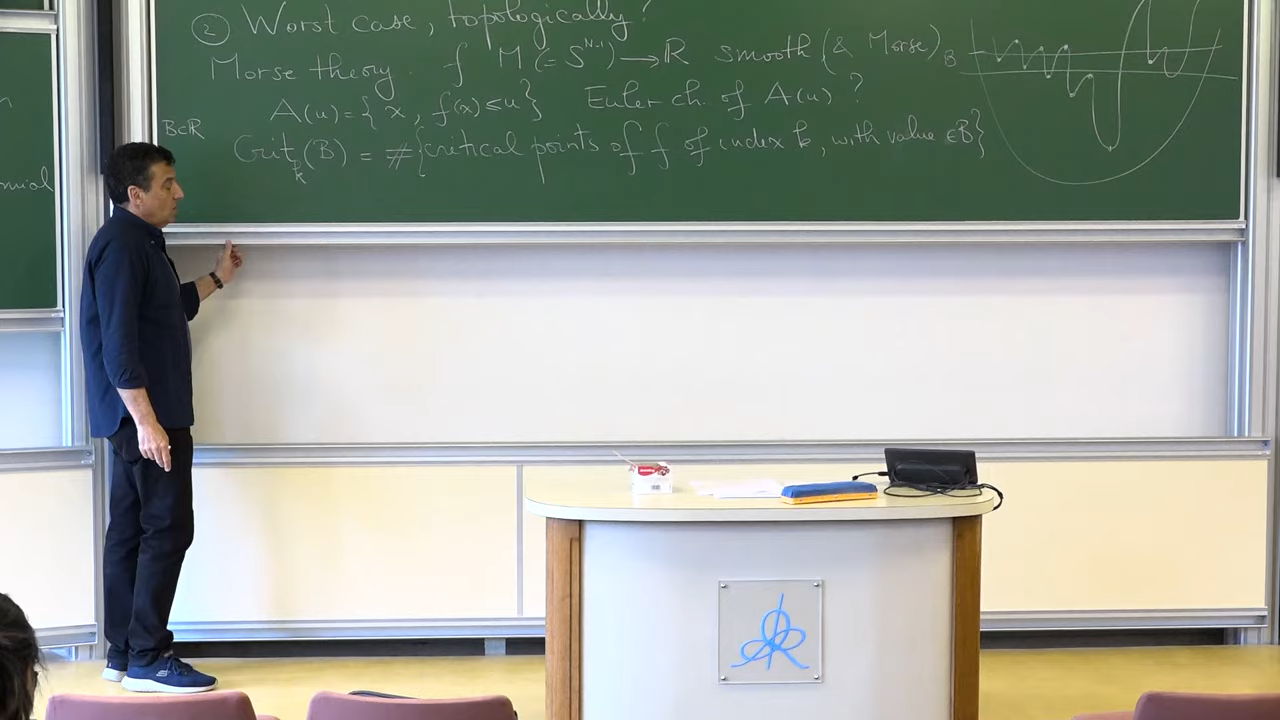 ② Worst case, topologically?
Morse theory. f M (= S^{N-1}) → R smooth (& Morse)
A(u) = { x, f(x) ≤ u } Euler ch. of A(u) ?
B⊂R
Crit_k (B) = #{critical points of f of index k, with value ∈B}
B
mial